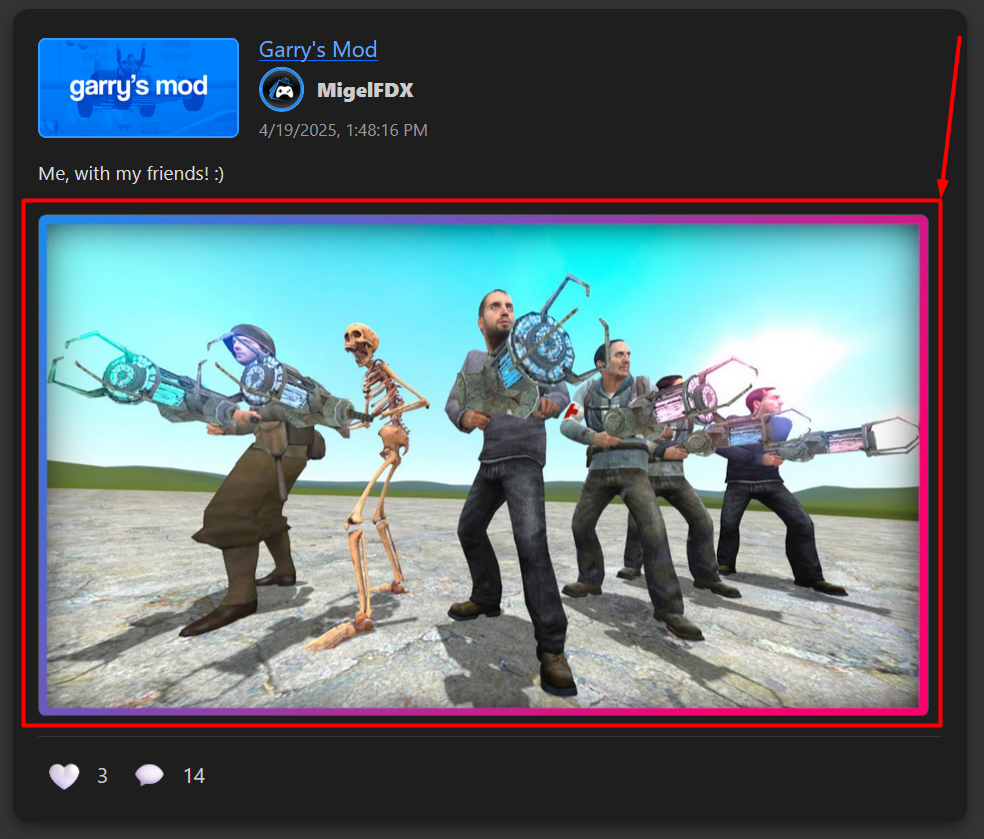 garry's mod
Garry's Mod
MigelFDX
4/19/2025, 1:48:16 PM
Me, with my friends! :)
3
14